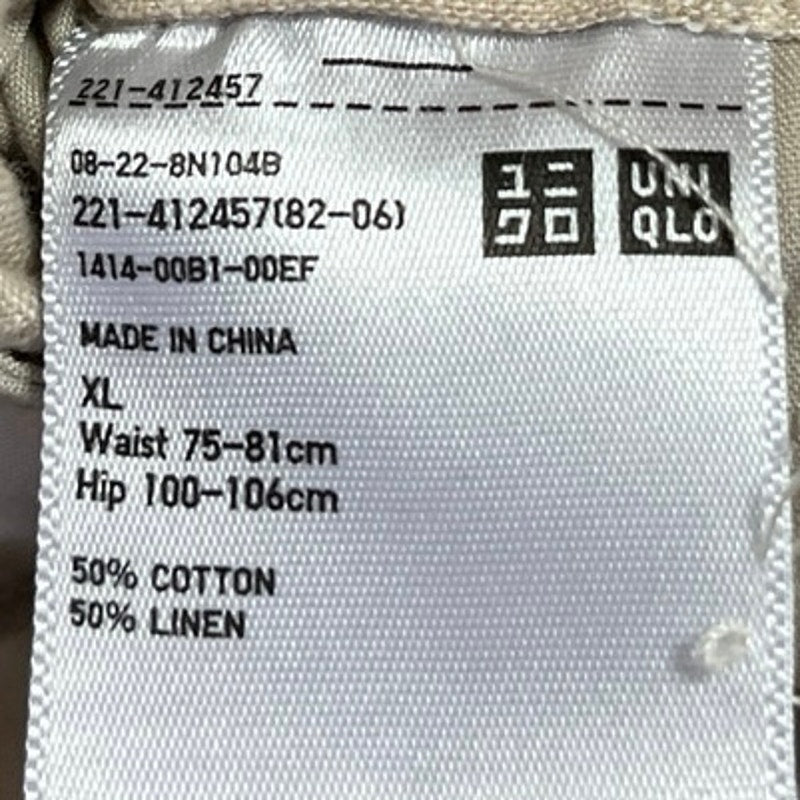 221-412457
08-22-8N104B
221-412457(82-06)
1414-00B1-00EF
ユニ
クロ
UNI
QLO
MADE IN CHINA
XL
Waist 75-81cm
Hip 100-106cm
50% COTTON
50% LINEN